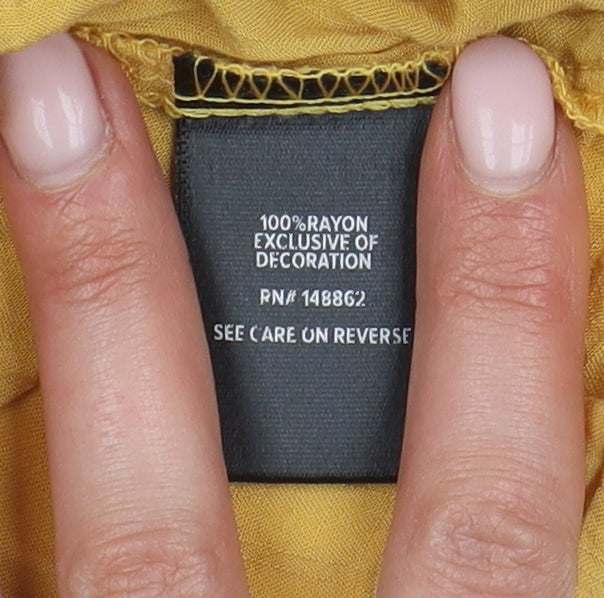 100%RAYON
EXCLUSIVE OF
DECORATION
RN# 148862
SEE CARE ON REVERSE